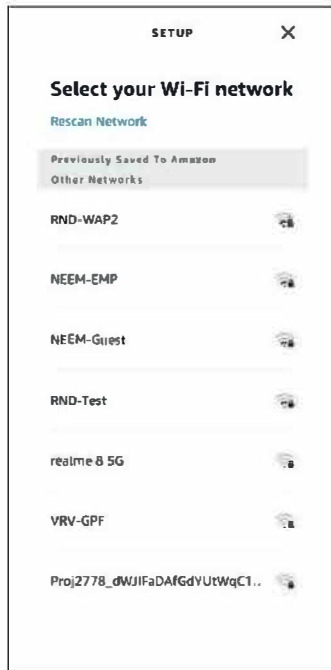 SETUP
Select your Wi-Fi network
Rescan Network
Previously Saved To Amazon
Other Networks
RND-WAP2
NEEM-EMP
NEEM-Guest
RND-Test
realme 8 5G
VRV-GPF
Proj2778_dWJIFaDAfGdYUtWqC1..